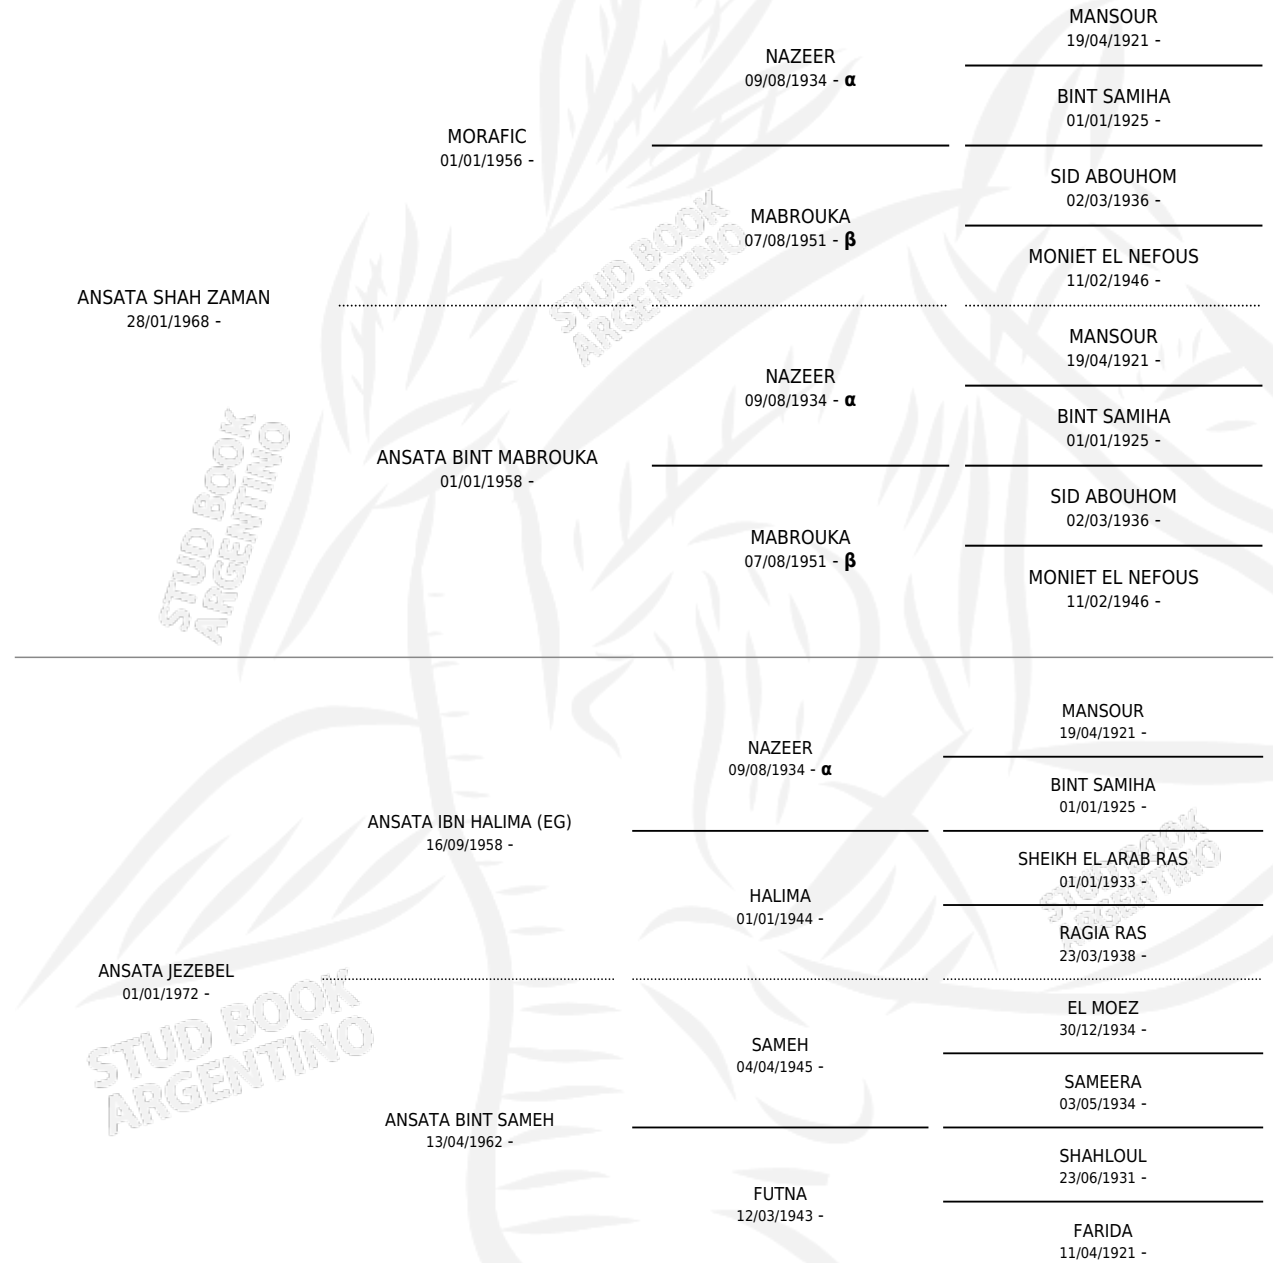 MANSOUR
19/04/1921 -
NAZEER
09/08/1934 - α
BINT SAMIHA
01/01/1925 -
MORAFIC
01/01/1956 -
SID ABOUHOM
02/03/1936 -
MABROUKA
07/08/1951 - β
MONIET EL NEFOUS
11/02/1946 -
ANSATA SHAH ZAMAN
28/01/1968 -
MANSOUR
19/04/1921 -
NAZEER
09/08/1934 - α
BINT SAMIHA
01/01/1925 -
ANSATA BINT MABROUKA
01/01/1958 -
SID ABOUHOM
02/03/1936 -
MABROUKA
07/08/1951 - β
MONIET EL NEFOUS
11/02/1946 -
MANSOUR
19/04/1921 -
NAZEER
09/08/1934 - α
BINT SAMIHA
01/01/1925 -
ANSATA IBN HALIMA (EG)
16/09/1958 -
SHEIKH EL ARAB RAS
01/01/1933 -
HALIMA
01/01/1944 -
RAGIA RAS
23/03/1938 -
ANSATA JEZEBEL
01/01/1972 -
EL MOEZ
30/12/1934 -
SAMEH
04/04/1945 -
SAMEERA
03/05/1934 -
ANSATA BINT SAMEH
13/04/1962 -
SHAHLOUL
23/06/1931 -
FUTNA
12/03/1943 -
FARIDA
11/04/1921 -
STUD BOOK
ARGENTINO
STUD BOOK
ARGENTINO
STUD BOOK
ARGENTINO
STUD BOOK
ARGENTINO